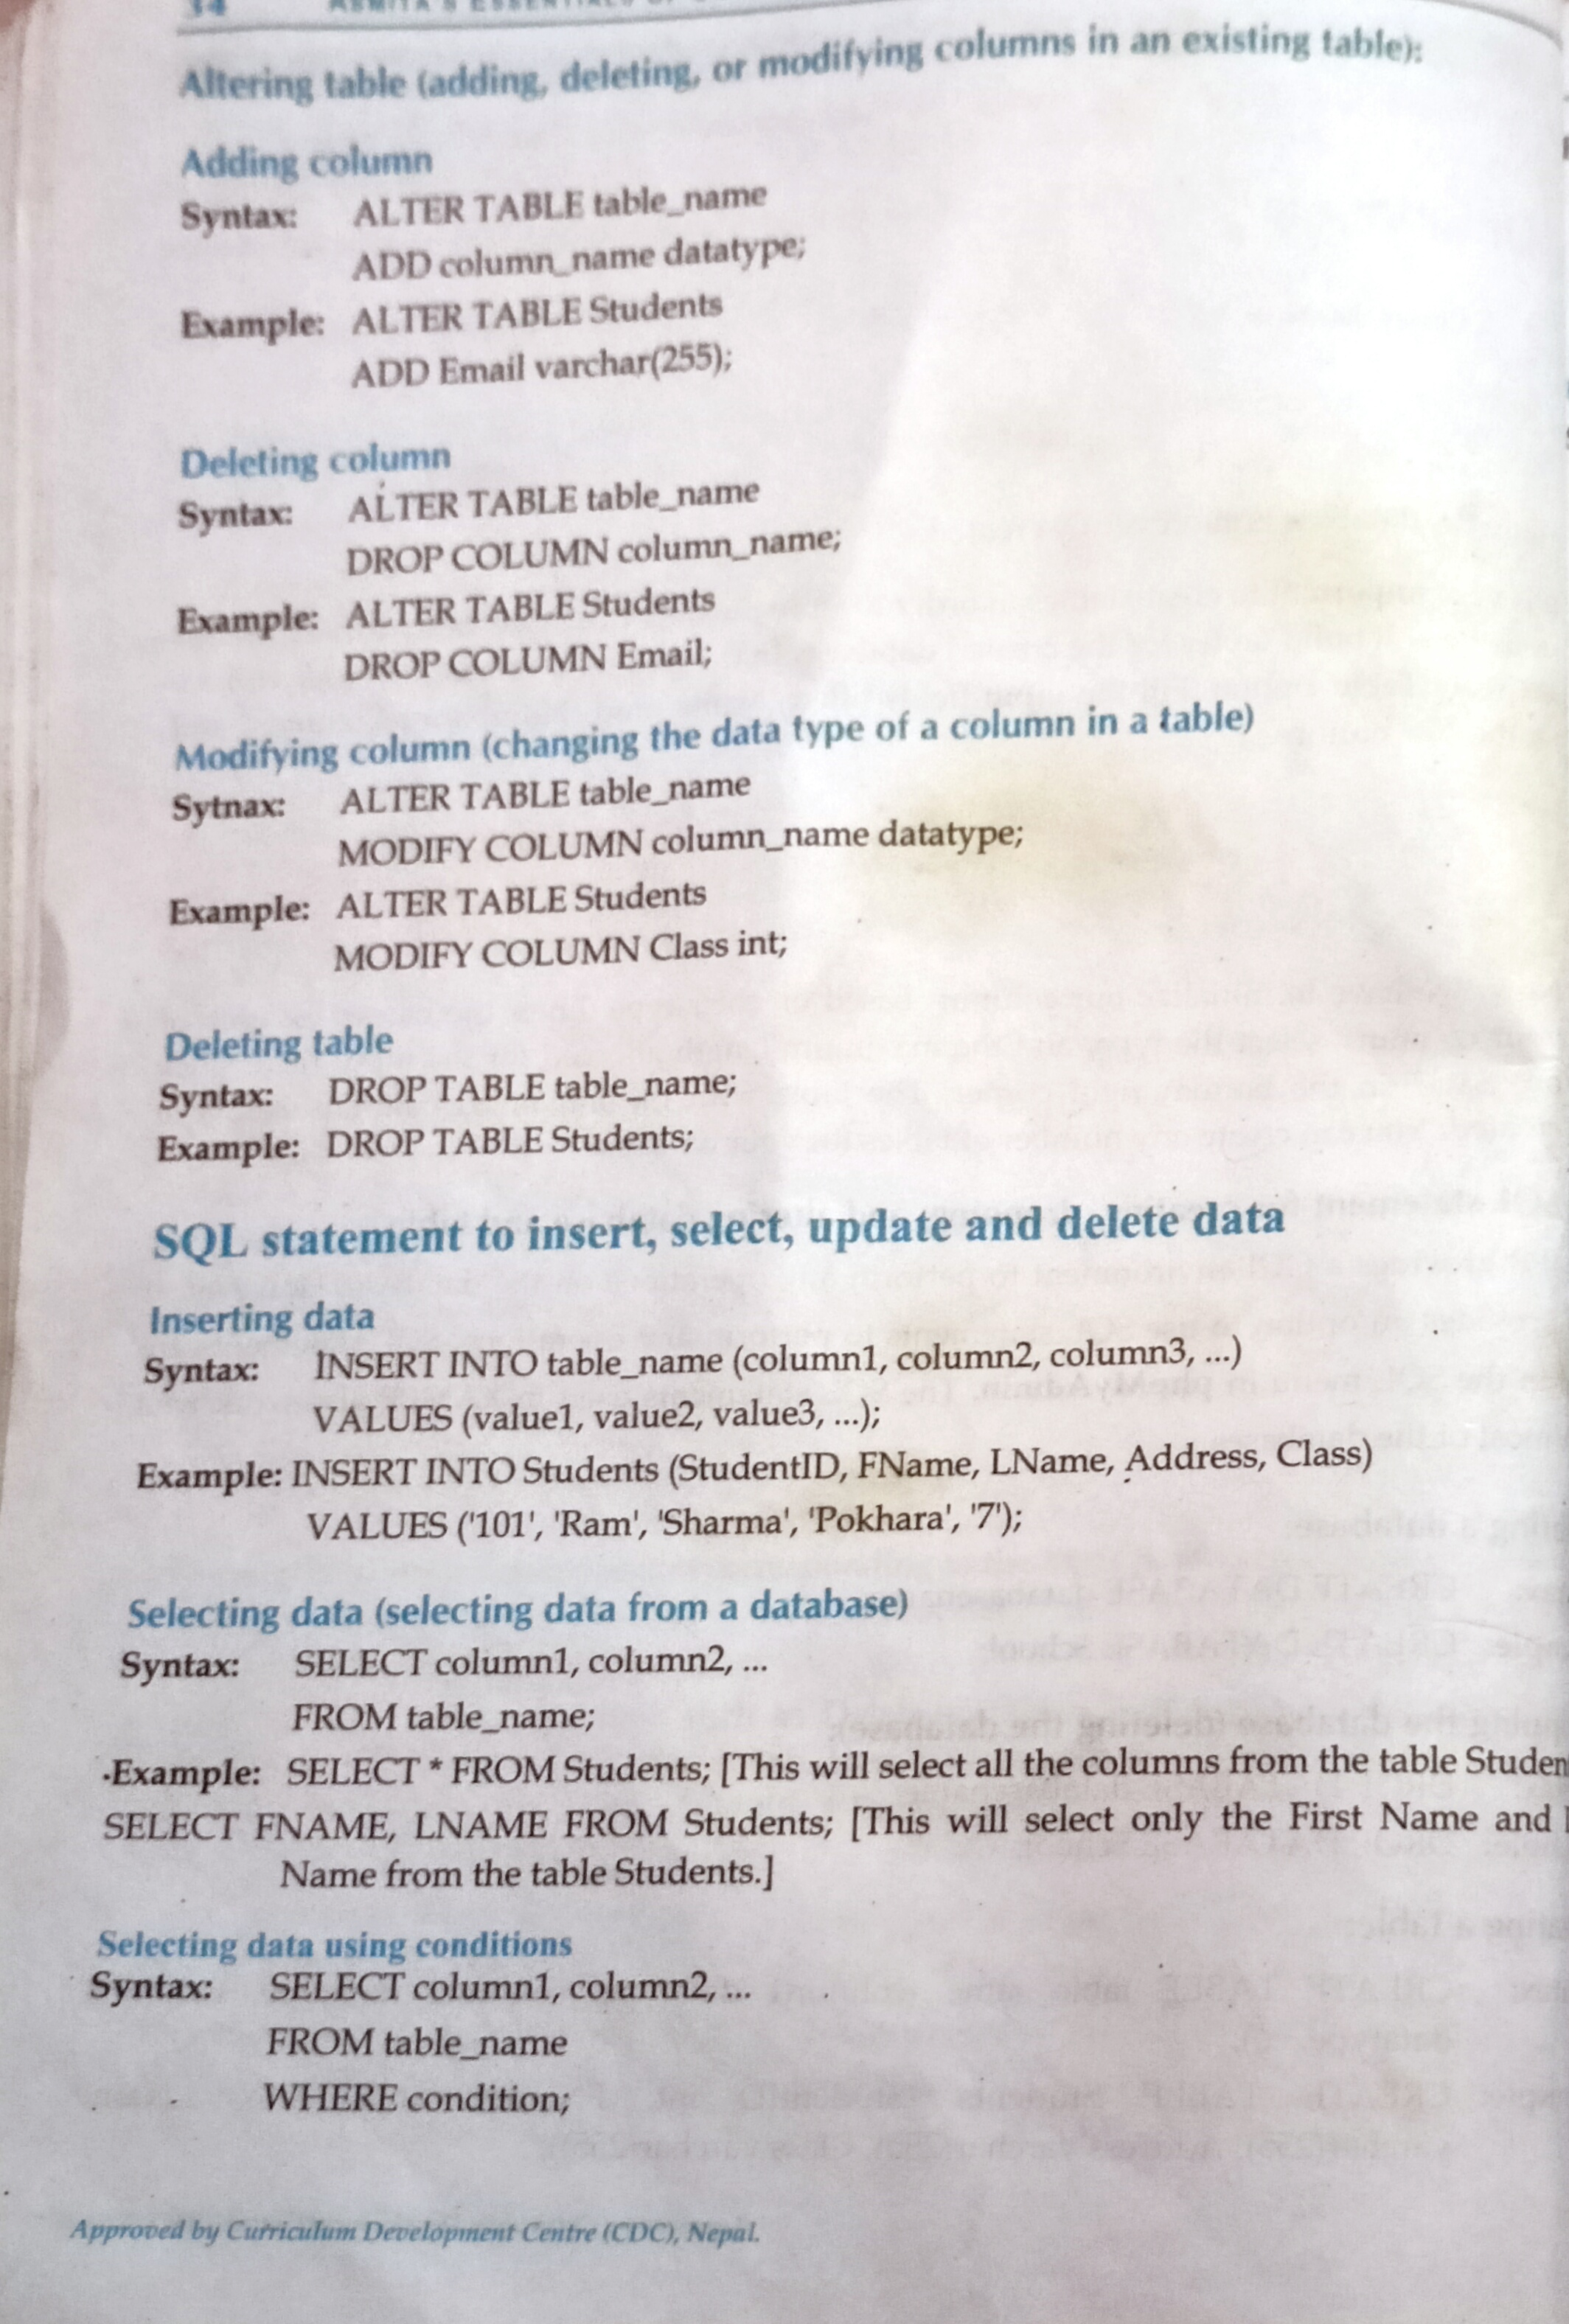 14 ASMITA'S ESSENTIALS OF
Altering table (adding, deleting, or modifying columns in an existing table):
Adding column
Syntax: ALTER TABLE table_name
ADD column_name datatype;
Example: ALTER TABLE Students
ADD Email varchar(255);
Deleting column
Syntax: ALTER TABLE table_name
DROP COLUMN column_name;
Example: ALTER TABLE Students
DROP COLUMN Email;
Modifying column (changing the data type of a column in a table)
Sytnax: ALTER TABLE table_name
MODIFY COLUMN column_name datatype;
Example: ALTER TABLE Students
MODIFY COLUMN Class int;
Deleting table
Syntax: DROP TABLE table_name;
Example: DROP TABLE Students;
SQL statement to insert, select, update and delete data
Inserting data
Syntax: INSERT INTO table_name (column1, column2, column3, ...)
VALUES (value1, value2, value3, ...);
Example: INSERT INTO Students (StudentID, FName, LName, Address, Class)
VALUES ('101', 'Ram', 'Sharma', 'Pokhara', '7');
Selecting data (selecting data from a database)
Syntax: SELECT column1, column2, ...
FROM table_name;
Example: SELECT * FROM Students; [This will select all the columns from the table Studen
SELECT FNAME, LNAME FROM Students; [This will select only the First Name and
Name from the table Students.]
Selecting data using conditions
Syntax: SELECT column1, column2, ...
FROM table_name
WHERE condition;
Approved by Curriculum Development Centre (CDC), Nepal.